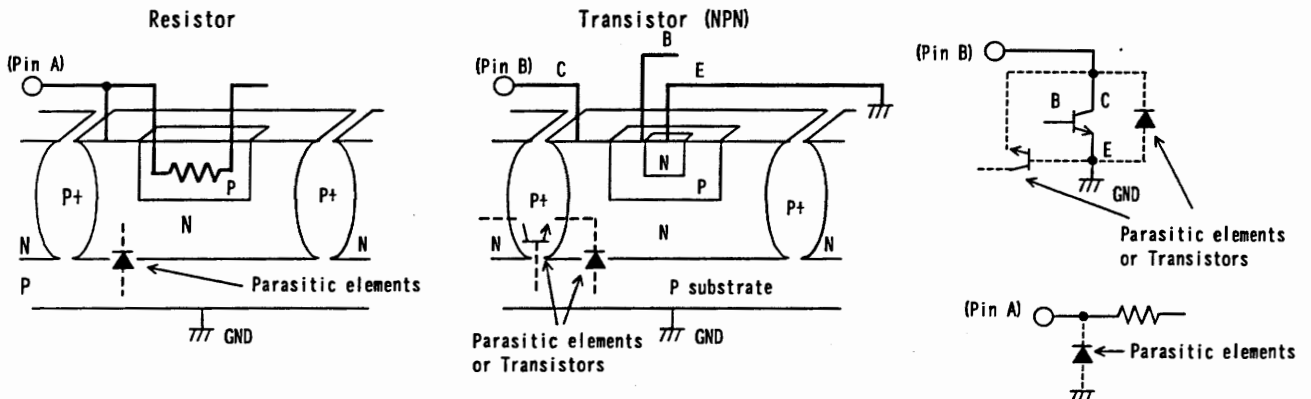 Resistor
(Pin A)
P+
P
P+
N
N
N
P
Parasitic elements
GND
Transistor (NPN)
B
(Pin B)
C
E
N
P
P+
P+
N
N
N
P substrate
GND
Parasitic elements
or Transistors
(Pin B)
B
C
E
GND
Parasitic elements
or Transistors
(Pin A)
Parasitic elements